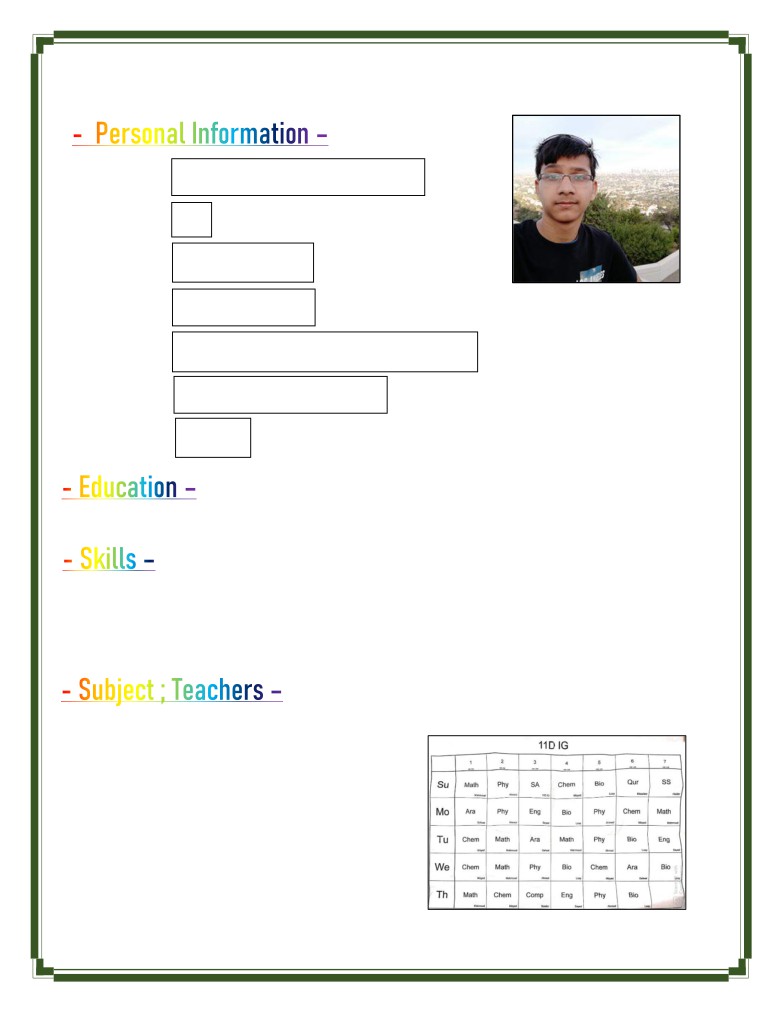 - Personal Information -
- Education -
- Skills -
- Subject ; Teachers -
11D IG
1 2 3 4 5 6 7
Su Math Phy SA Chem Bio Qur SS
Mo Ara Phy Eng Bio Phy Chem Math
Tu Chem Math Ara Math Phy Bio Eng
We Chem Math Phy Bio Chem Ara Bio
Th Math Chem Comp Eng Phy Bio